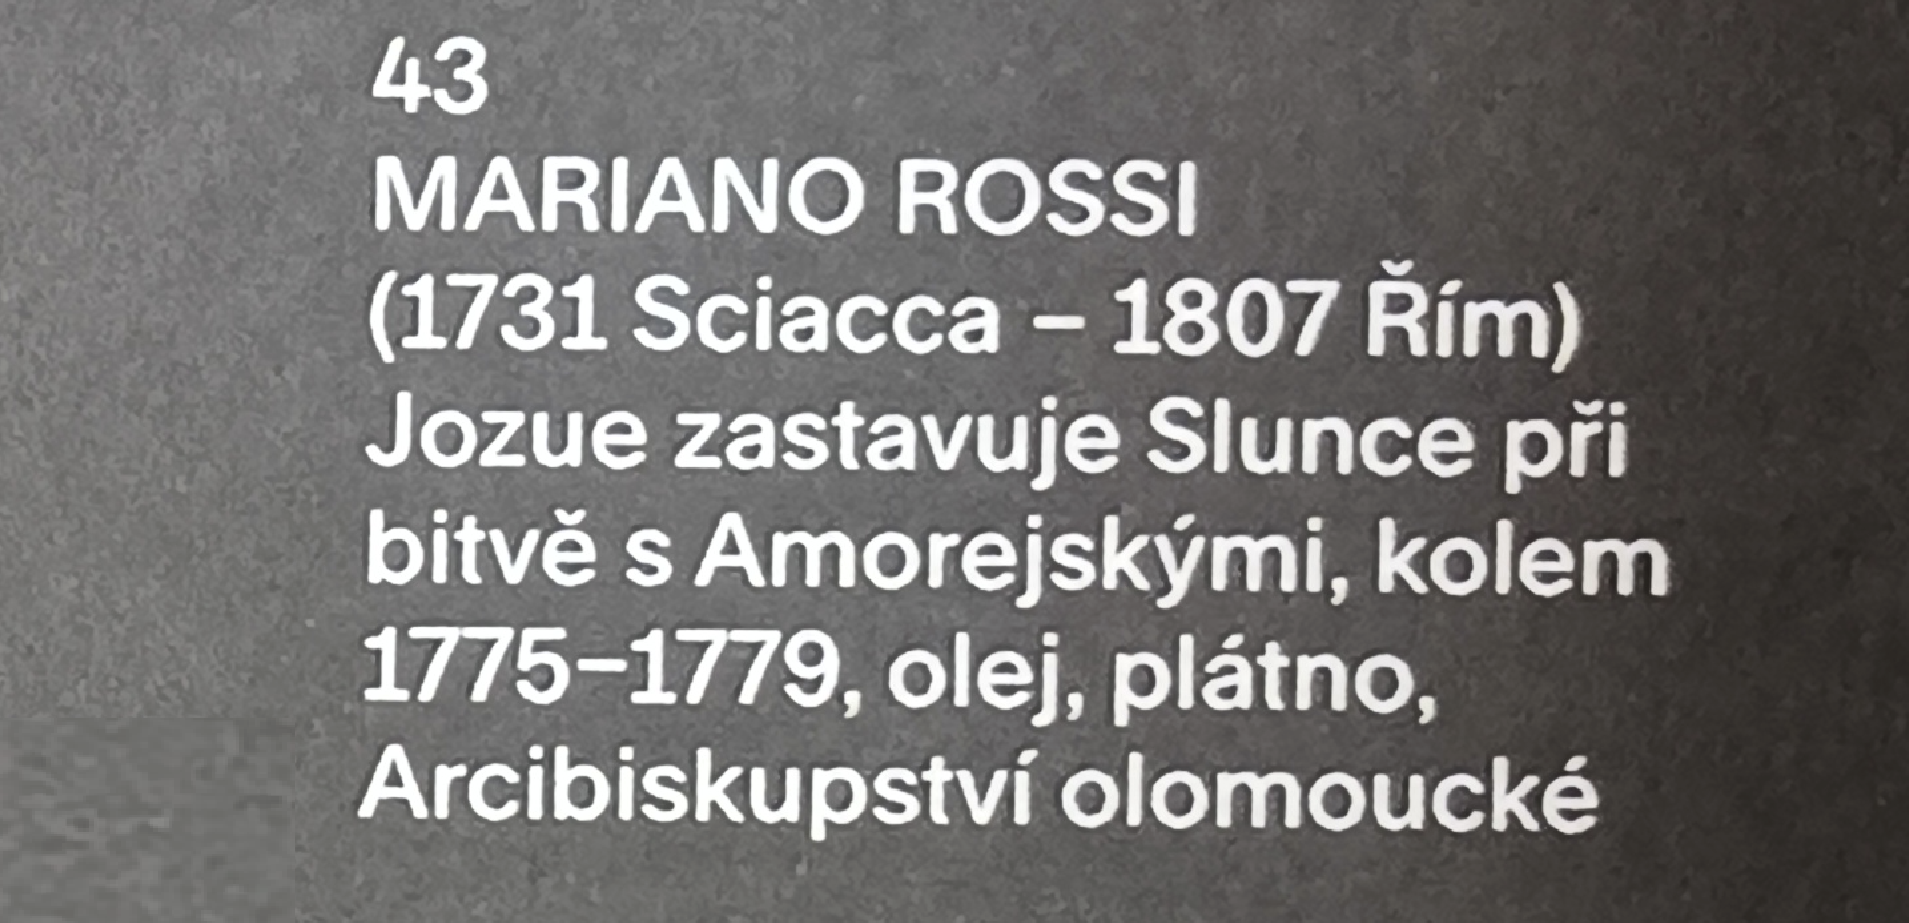 43
MARIANO ROSSI
(1731 Sciacca – 1807 Řím)
Jozue zastavuje Slunce při
bitvě s Amorejskými, kolem
1775–1779, olej, plátno,
Arcibiskupství olomoucké